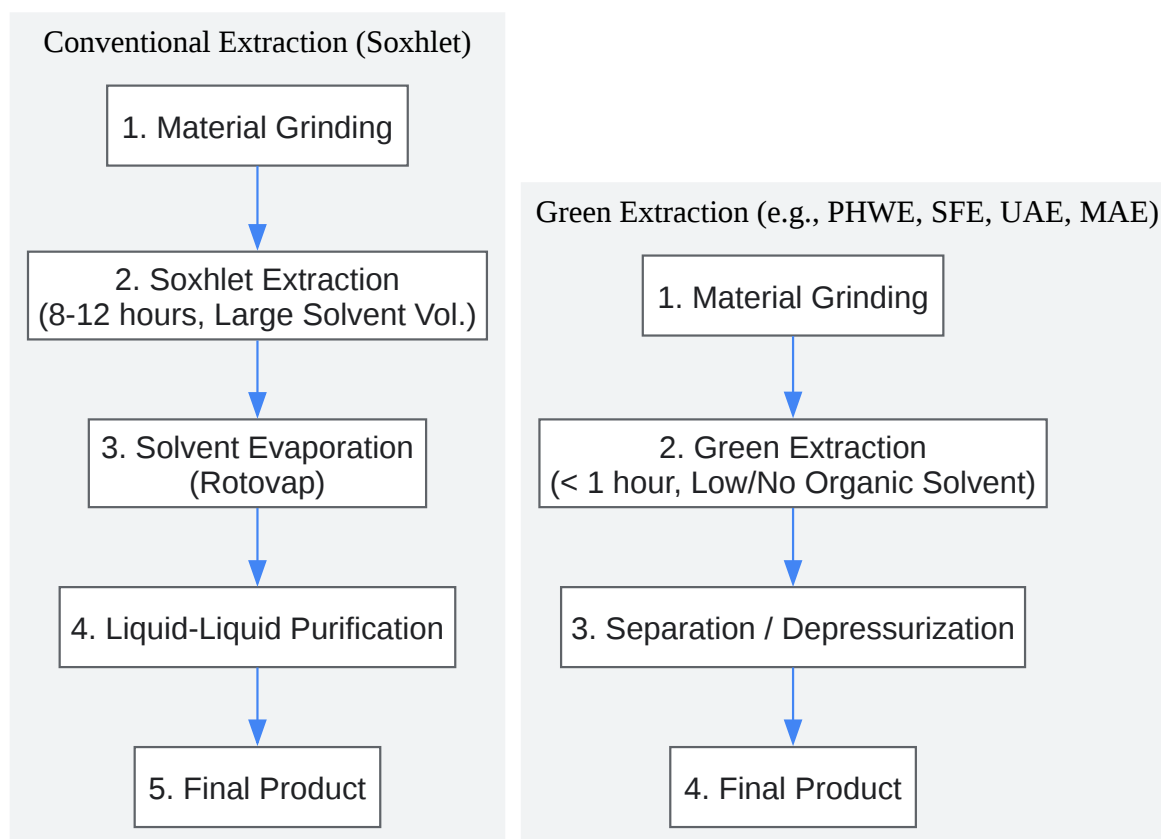 Conventional Extraction (Soxhlet)
1. Material Grinding
2. Soxhlet Extraction
(8-12 hours, Large Solvent Vol.)
3. Solvent Evaporation
(Rotovap)
4. Liquid-Liquid Purification
5. Final Product
Green Extraction (e.g., PHWE, SFE, UAE, MAE)
1. Material Grinding
2. Green Extraction
(< 1 hour, Low/No Organic Solvent)
3. Separation / Depressurization
4. Final Product